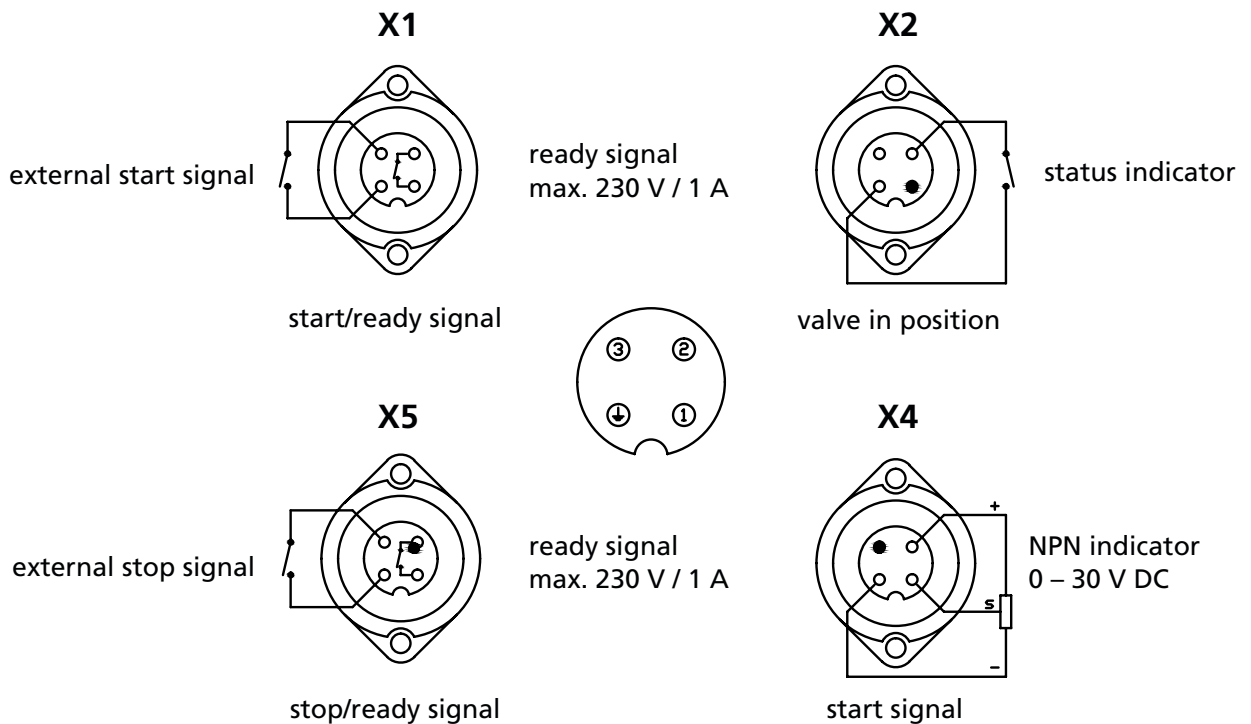 X1
X2
external start signal
ready signal
max. 230 V / 1 A
status indicator
start/ready signal
valve in position
3 2
1
X5
X4
external stop signal
ready signal
max. 230 V / 1 A
+
NPN indicator
0 – 30 V DC
s
–
stop/ready signal
start signal